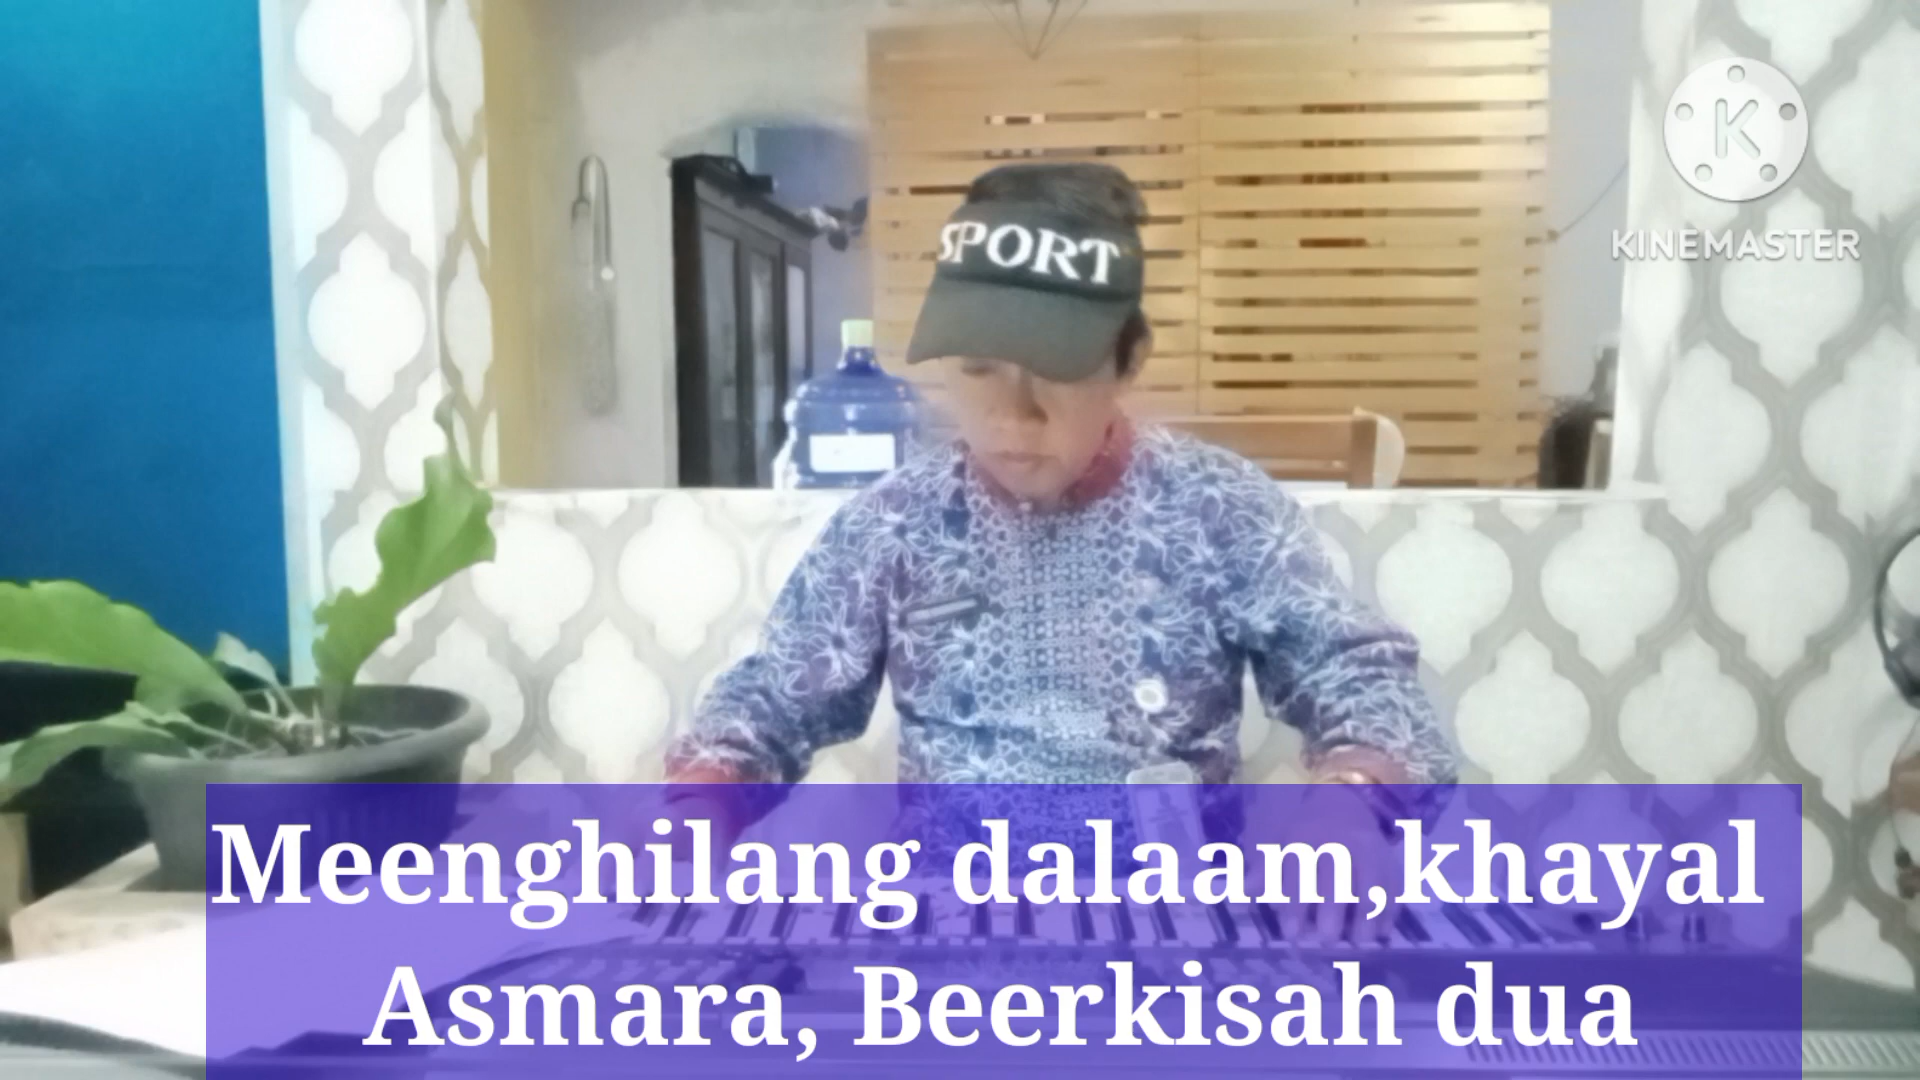 SPORT
K
KINEMASTER
Meenghilang dalaam,khayal
Asmara, Beerkisah dua